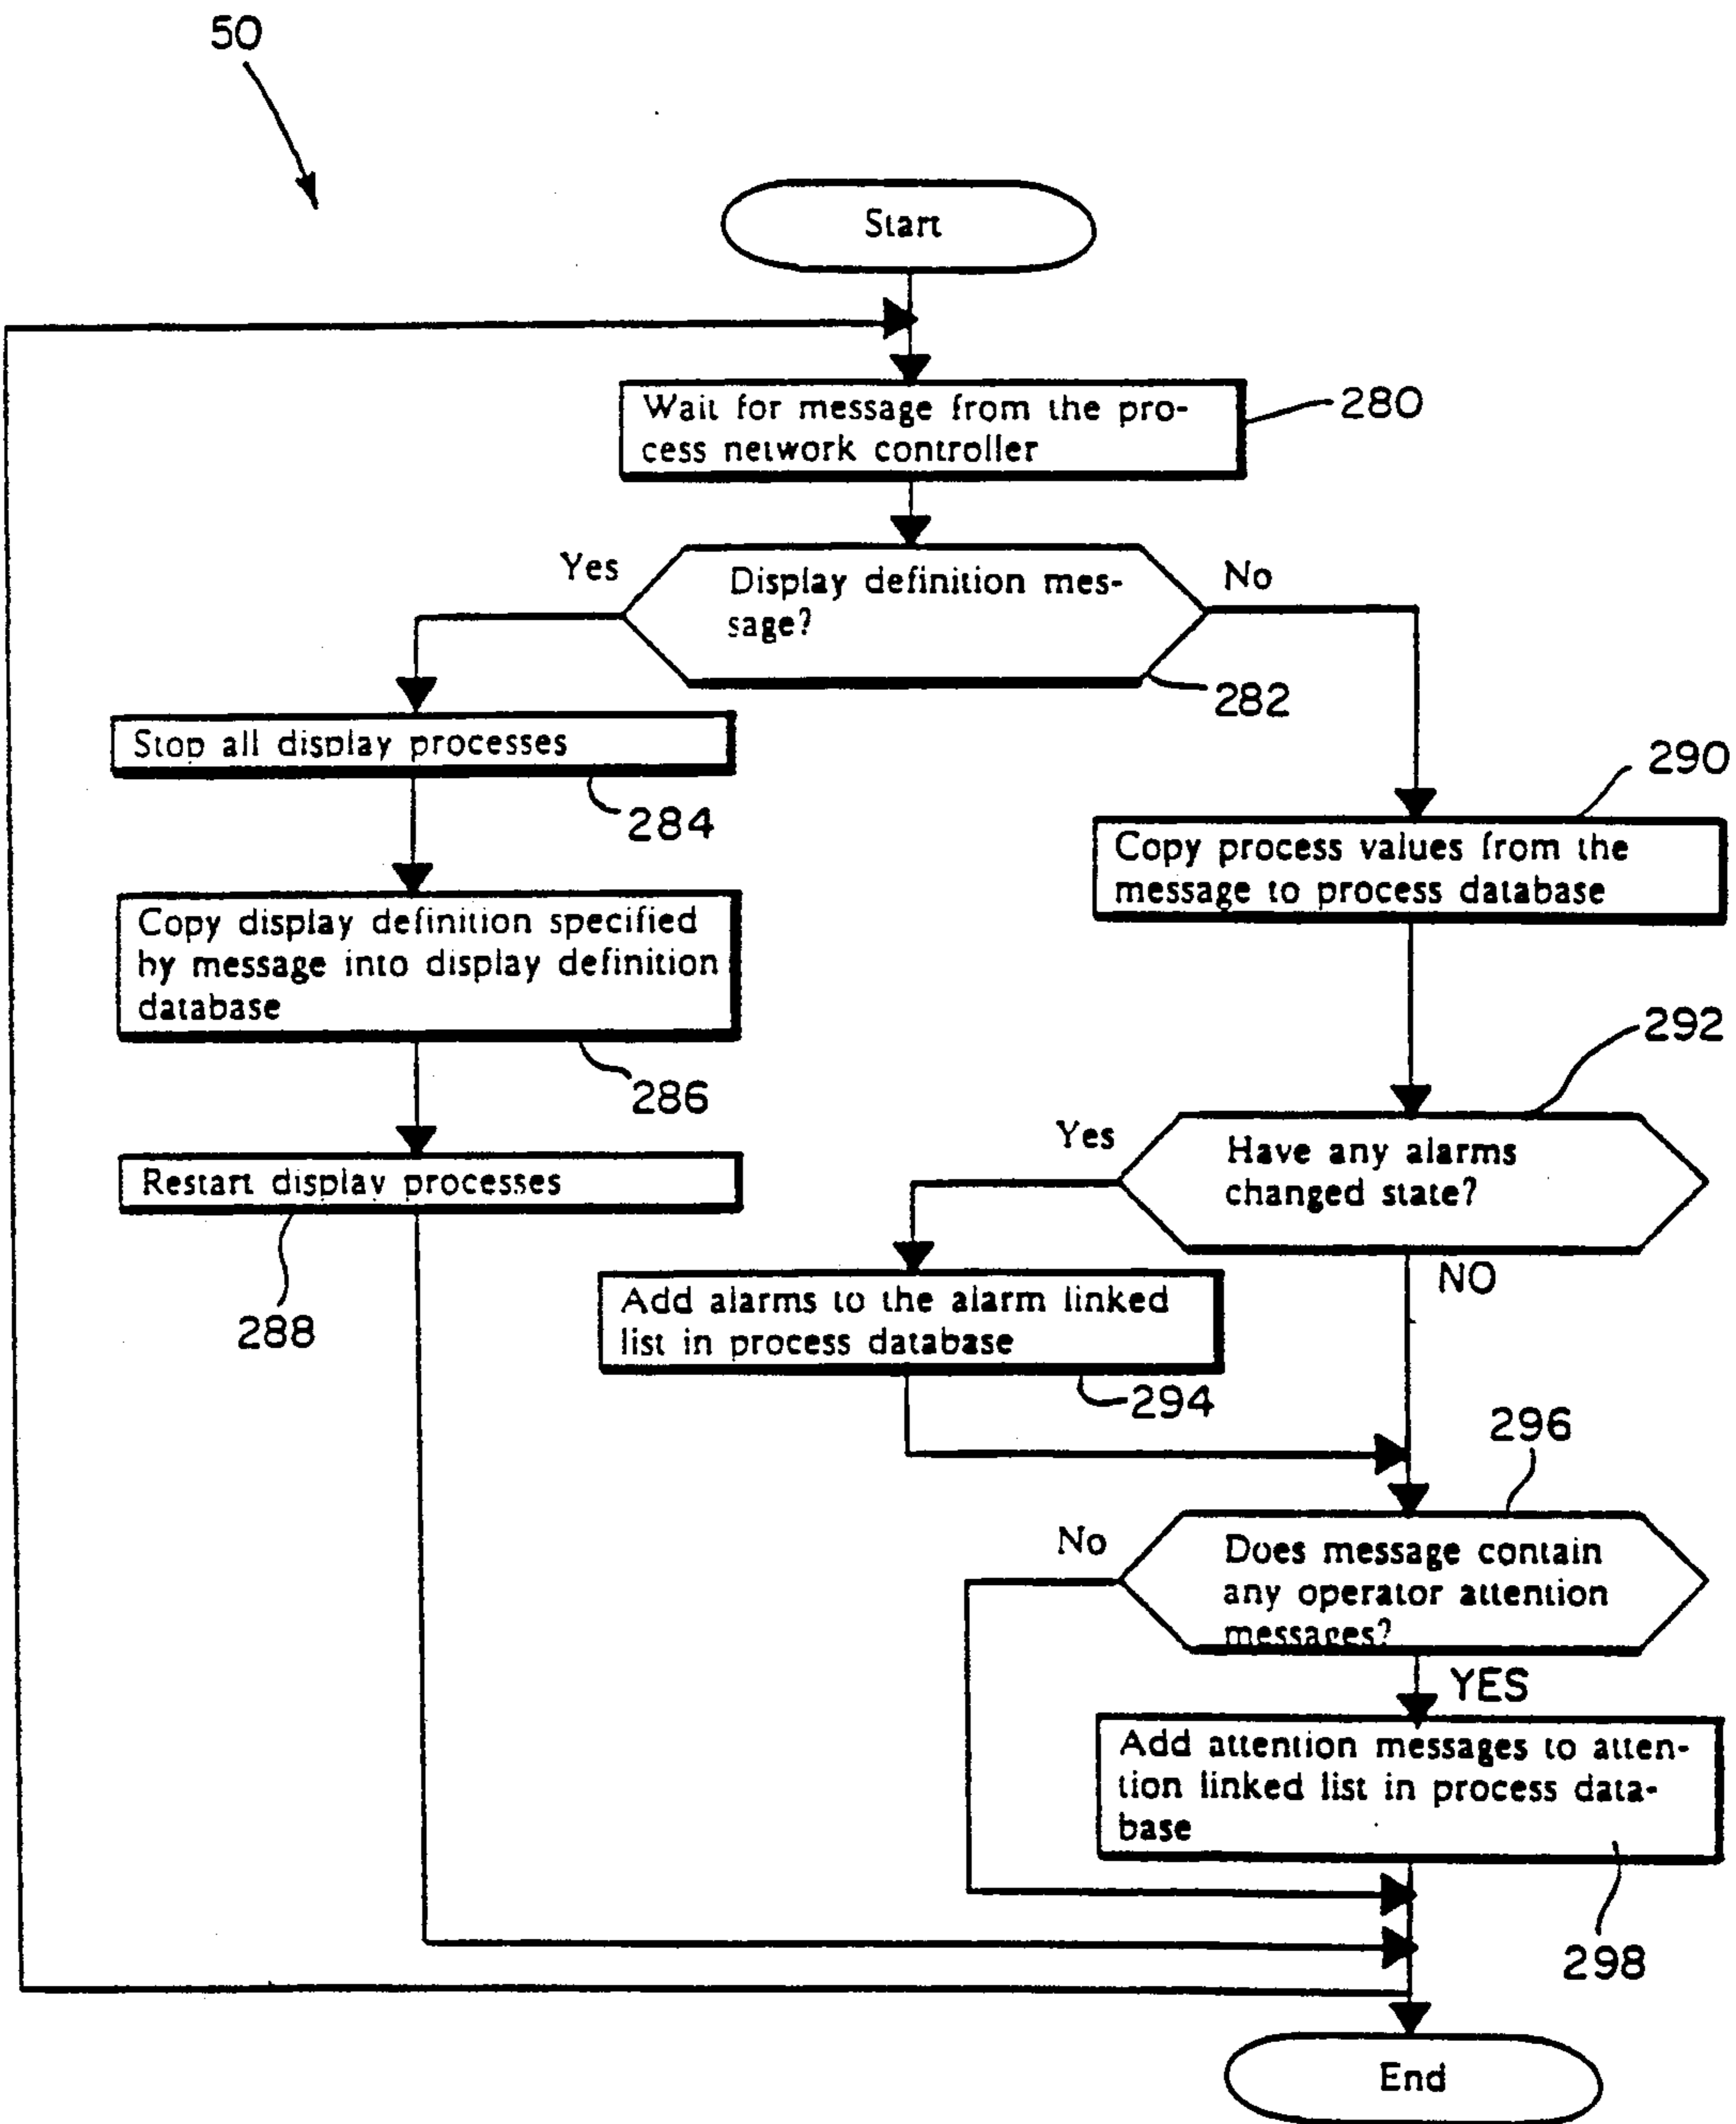 50
Start
Wait for message from the pro-
cess network controller
280
Yes
Display definition mes-
sage?
No
282
Stop all display processes
284
290
Copy process values from the
message to process database
Copy display definition specified
by message into display definition
database
286
292
Have any alarms
changed state?
Yes
NO
Restart display processes
288
Add alarms to the alarm linked
list in process database
294
296
No
Does message contain
any operator attention
messages?
YES
Add attention messages to atten-
tion linked list in process data-
base
298
End